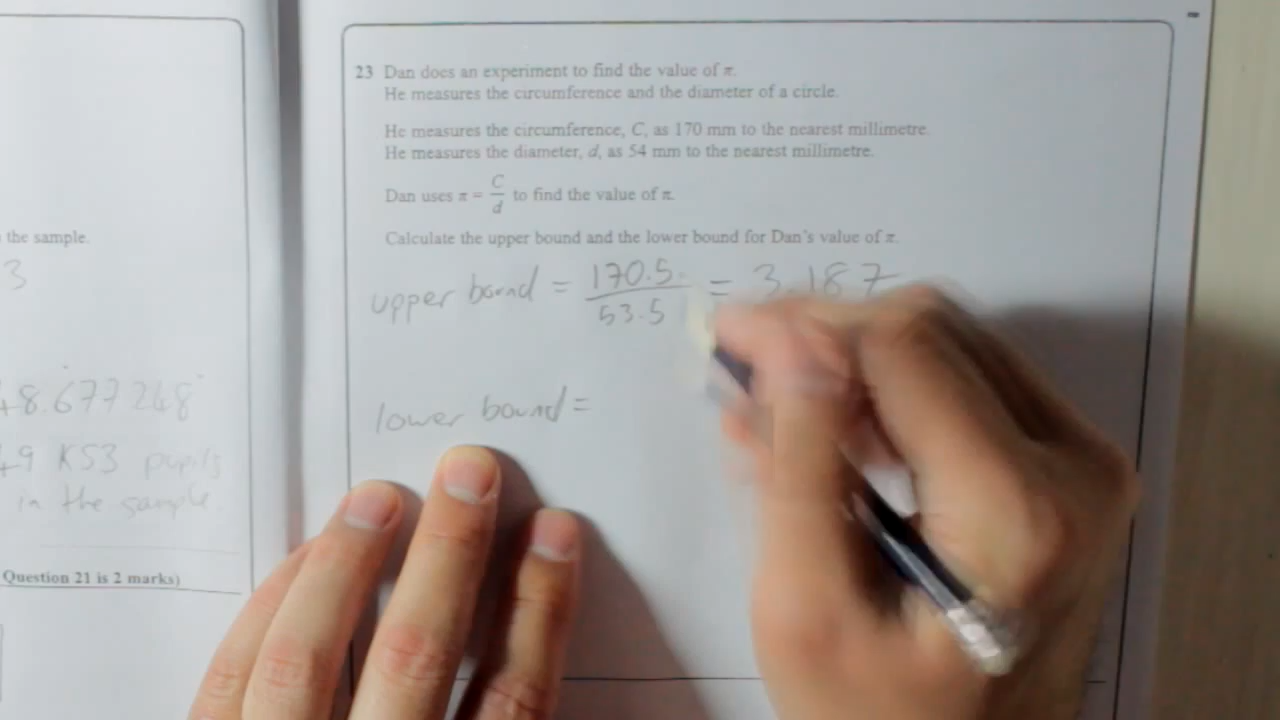 the sample.
3
48.677248
49 KS3 pupils
in the sample
Question 21 is 2 marks)
23 Dan does an experiment to find the value of π.
He measures the circumference and the diameter of a circle.
He measures the circumference, C, as 170 mm to the nearest millimetre.
He measures the diameter, d, as 54 mm to the nearest millimetre.
Dan uses π = C/d to find the value of π.
Calculate the upper bound and the lower bound for Dan's value of π.
upper bound = 170.5/53.5 = 3.187
lower bound =